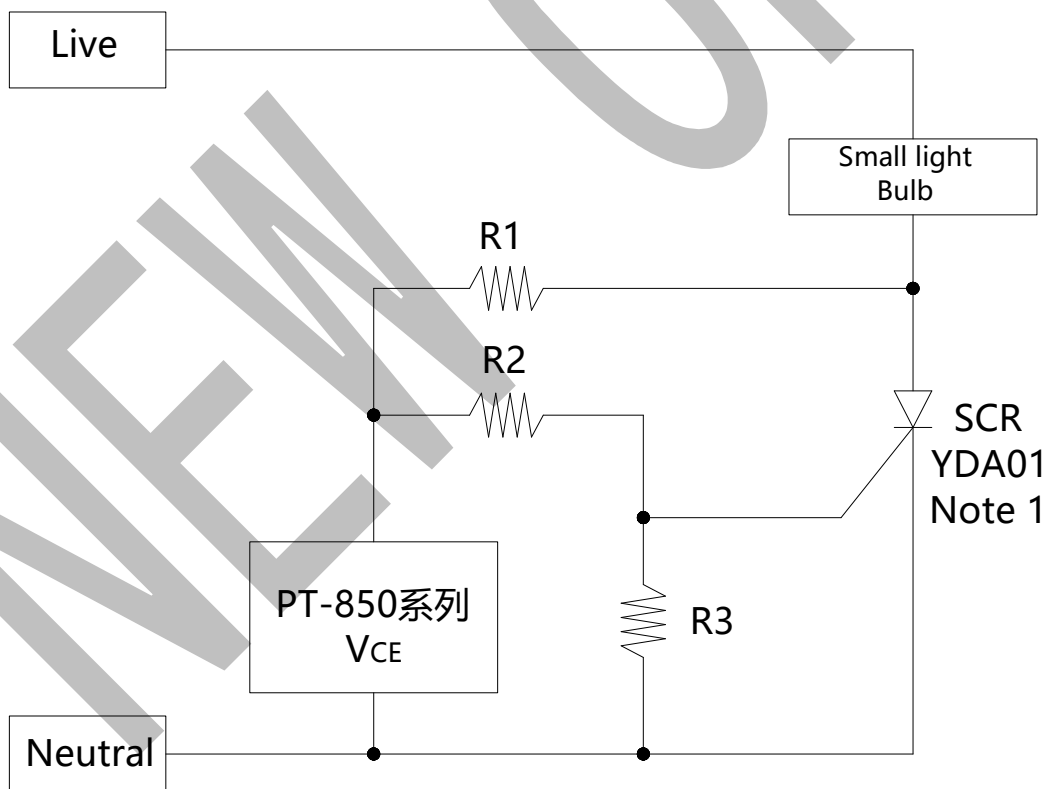 Live
Small light
Bulb
R1
R2
SCR
YDA01
Note 1
PT-850系列
VCE
R3
Neutral
NEW